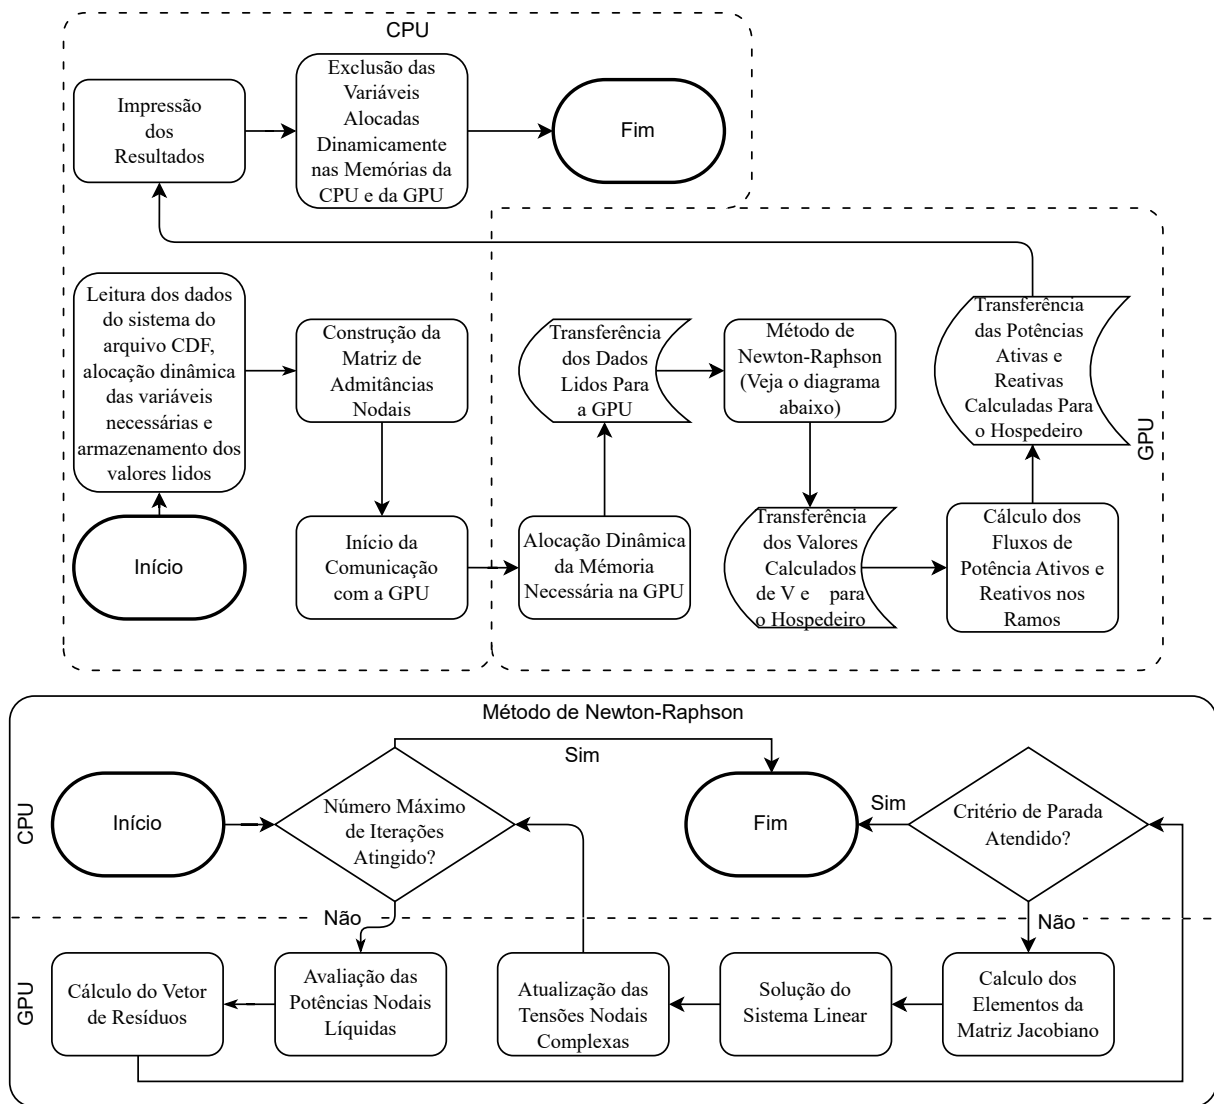 CPU
Impressão
dos
Resultados
Exclusão das
Variáveis
Alocadas
Dinamicamente
nas Memórias da
CPU e da GPU
Fim
Leitura dos dados
do sistema do
arquivo CDF,
alocação dinâmica
das variáveis
necessárias e
armazenamento dos
valores lidos
Início
Construção da
Matriz de
Admitâncias
Nodais
Início da
Comunicação
com a GPU
Transferência
dos Dados
Lidos Para
a GPU
Alocação Dinâmica
da Mémoria
Necessária na GPU
Método de
Newton-Raphson
(Veja o diagrama
abaixo)
Transferência
dos Valores
Calculados
de V e para
o Hospedeiro
Transferência
das Potências
Ativas e
Reativas
Calculadas Para
o Hospedeiro
Cálculo dos
Fluxos de
Potência Ativos e
Reativos nos
Ramos
GPU
Método de Newton-Raphson
CPU
Início
Número Máximo
de Iterações
Atingido?
Sim
Fim
Sim
Critério de Parada
Atendido?
Não
Não
GPU
Cálculo do Vetor
de Resíduos
Avaliação das
Potências Nodais
Líquidas
Atualização das
Tensões Nodais
Complexas
Solução do
Sistema Linear
Calculo dos
Elementos da
Matriz Jacobiano